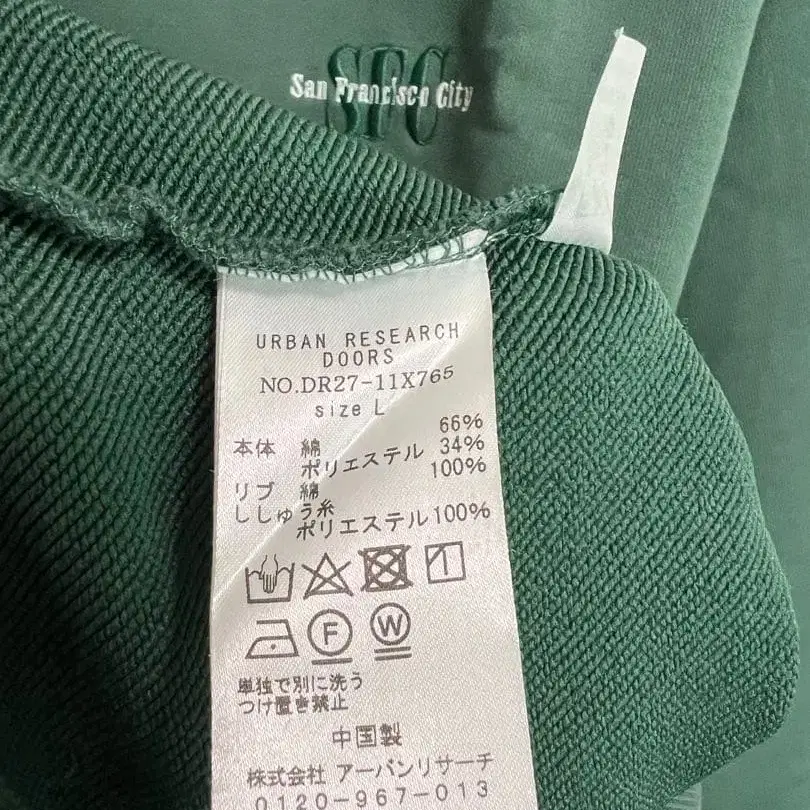 SFC
San Francisco City
URBAN RESEARCH
DOORS
NO.DR27-11X765
size L
本体 綿 66%
ポリエステル 34%
リブ 綿 100%
ししゅう糸
ポリエステル 100%
F W
単独で別に洗う
つけ置き禁止
中国製
株式会社 アーバンリサーチ
0120-967-013